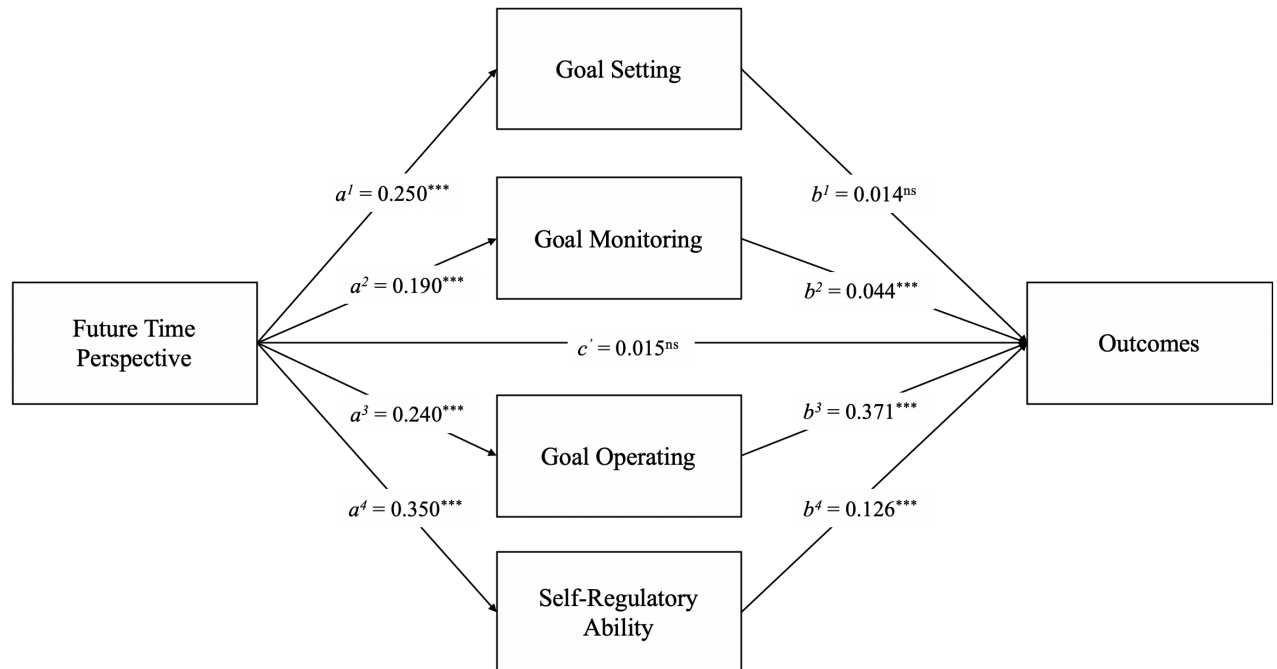 Goal Setting
a¹ = 0.250***
b¹ = 0.014ⁿˢ
Goal Monitoring
a² = 0.190***
b² = 0.044***
Future Time
Perspective
c’ = 0.015ⁿˢ
Outcomes
a³ = 0.240***
b³ = 0.371***
Goal Operating
a⁴ = 0.350***
b⁴ = 0.126***
Self-Regulatory
Ability